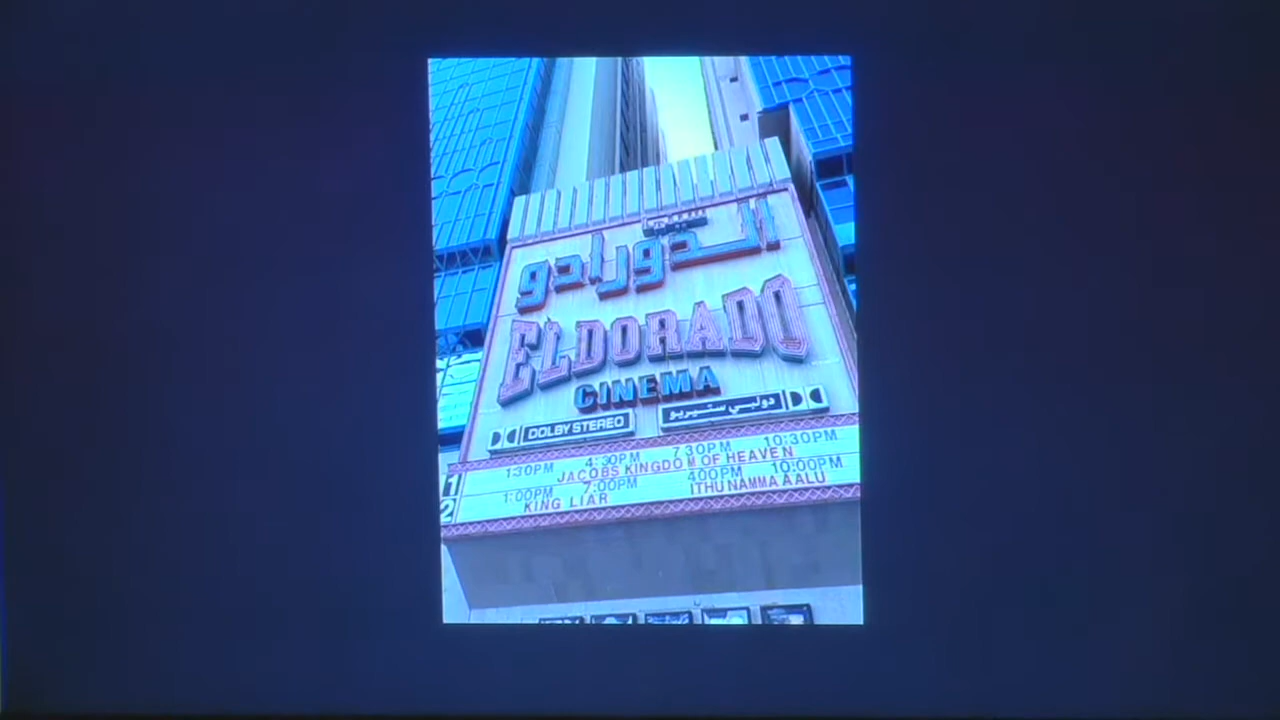 سينما
الدورادو
ELDORADO
CINEMA
DOLBY STEREO دولبي ستيريو
1 1:30PM 4:30PM 7:30PM 10:30PM
JACOBS KINGDOM OF HEAVEN
2 1:00PM 7:00PM 4:00PM 10:00PM
KING LIAR ITHU NAMMA AALU